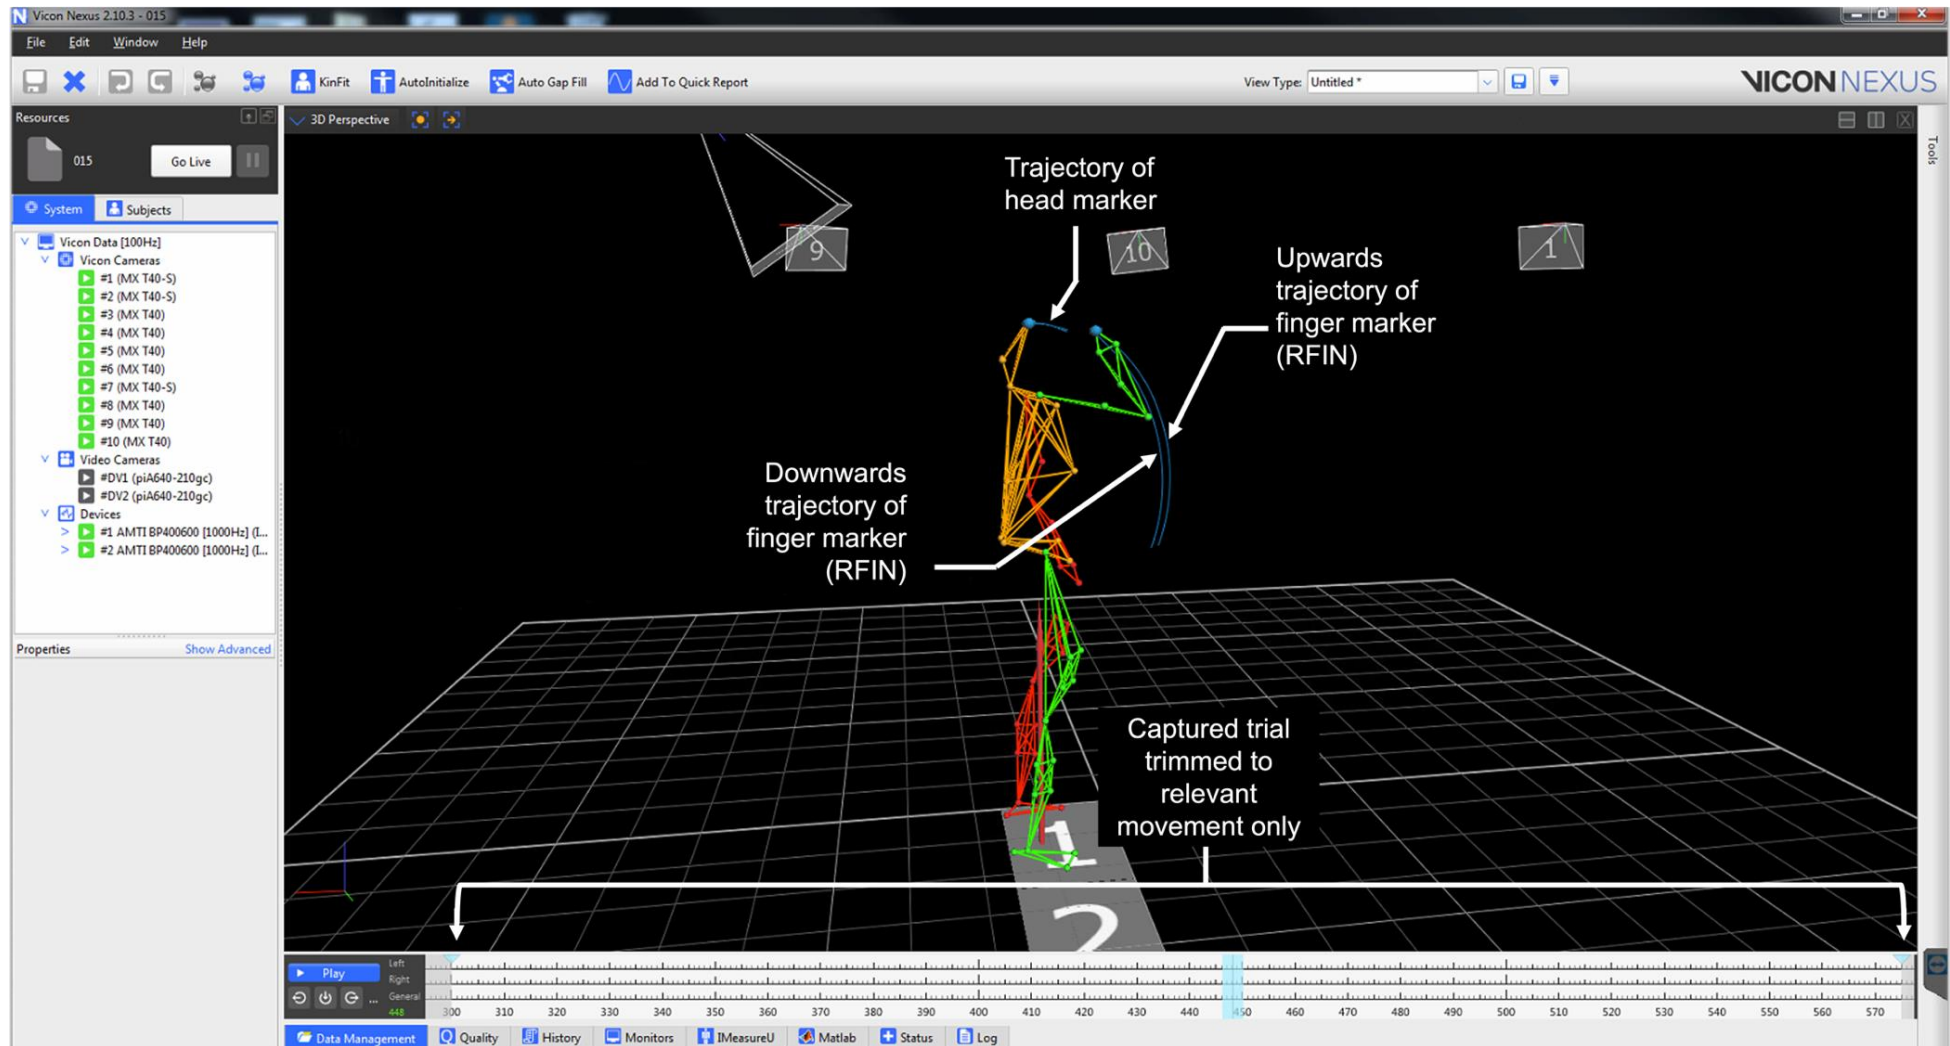 Vicon Nexus 2.10.3 - 015
File Edit Window Help
KinFit AutoInitialize Auto Gap Fill Add To Quick Report
View Type: Untitled *
VICON NEXUS
Resources
015
Go Live
System Subjects
Vicon Data [100Hz]
Vicon Cameras
#1 (MX T40-S)
#2 (MX T40-S)
#3 (MX T40)
#4 (MX T40)
#5 (MX T40)
#6 (MX T40)
#7 (MX T40-S)
#8 (MX T40)
#9 (MX T40)
#10 (MX T40)
Video Cameras
#DV1 (piA640-210gc)
#DV2 (piA640-210gc)
Devices
#1 AMTI BP400600 [1000Hz] (I...
#2 AMTI BP400600 [1000Hz] (I...
Properties Show Advanced
3D Perspective
Tools
Trajectory of
head marker
9
10
1
Upwards
trajectory of
finger marker
(RFIN)
Downwards
trajectory of
finger marker
(RFIN)
Captured trial
trimmed to
relevant
movement only
1
2
Play
Left
Right
... General
448
300 310 320 330 340 350 360 370 380 390 400 410 420 430 440 450 460 470 480 490 500 510 520 530 540 550 560 570
Data Management Quality History Monitors IMeasureU Matlab Status Log